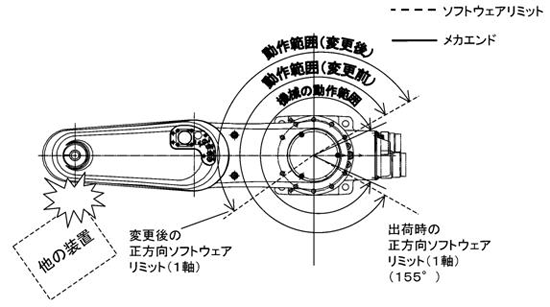 ソフトウェアリミット
メカエンド
動作範囲(変更後)
動作範囲(変更前)
機械の動作範囲
他の装置
変更後の
正方向ソフトウェア
リミット(1軸)
出荷時の
正方向ソフトウェア
リミット(1軸)
(155°)